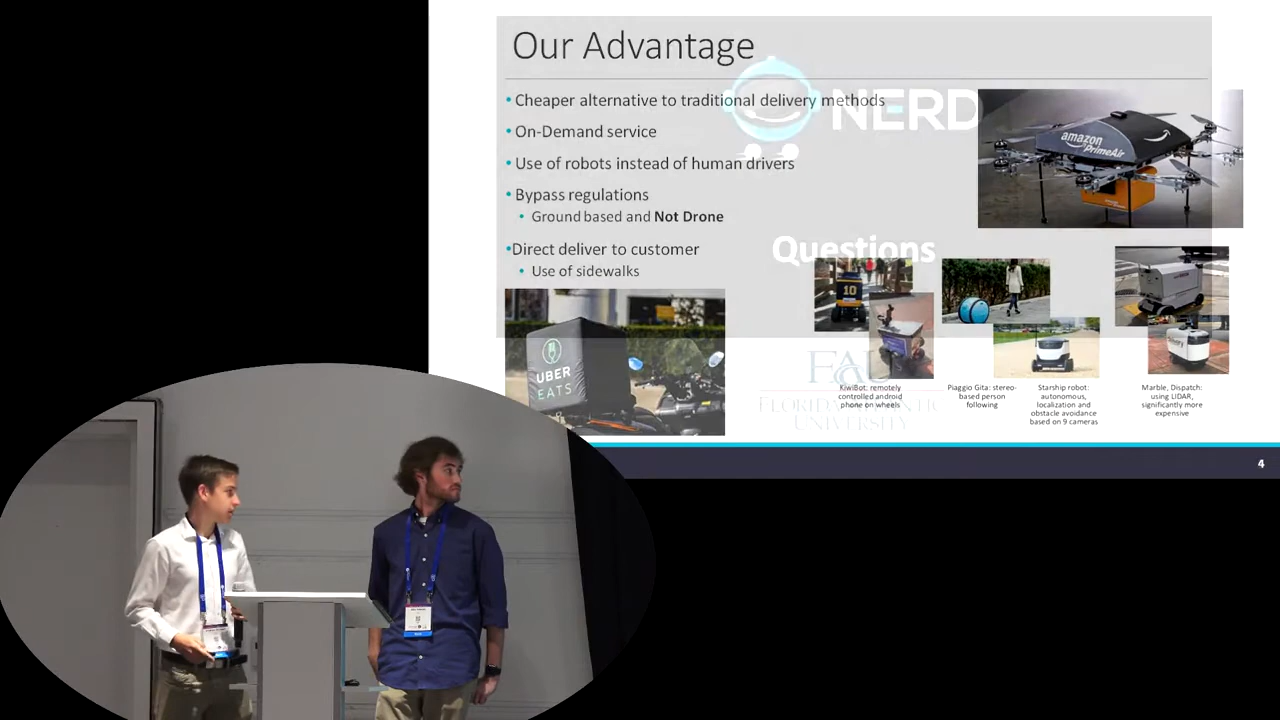 Our Advantage
• Cheaper alternative to traditional delivery methods
NERD
• On-Demand service
• Use of robots instead of human drivers
• Bypass regulations
• Ground based and Not Drone
•Direct deliver to customer
• Use of sidewalks
Questions
amazon
PrimeAir
10
UBER
EATS
FAU
FLORIDA
UNIVERSITY
KiwiBot: remotely
controlled android
phone on wheels
Piaggio Gita: stereo-
based person
following
Starship robot:
autonomous,
localization and
obstacle avoidance
based on 9 cameras
Marble, Dispatch:
using LIDAR,
significantly more
expensive
4